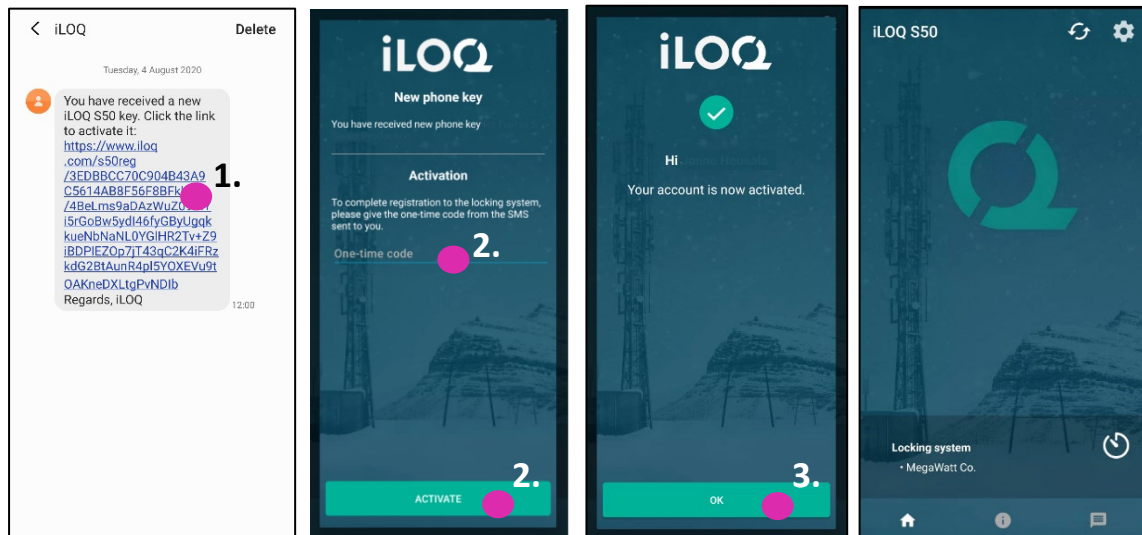 iLOQ
Delete
Tuesday, 4 August 2020
You have received a new
iLOQ S50 key. Click the link
to activate it:
https://www.iloq
.com/s50reg
/3EDBBCC70C904B43A9
1.
/4BeLms9aDAzWuZ
i5rGoBw5ydI46fyGByUgqk
kueNbNaNL0YGlHR2Tv+Z9
iBDPlEZOp7jT43qC2K4iFRz
kdG2BtAunR4pl5YOXEVu9t
OAKneDXLtgPvNDIb
Regards, iLOQ
12:00
iLOQ
New phone key
You have received new phone key
Activation
To complete registration to the locking system,
please give the one-time code from the SMS
sent to you.
One-time code
2.
2.
ACTIVATE
iLOQ
Hi
Your account is now activated.
3.
OK
iLOQ S50
Locking system
• MegaWatt Co.